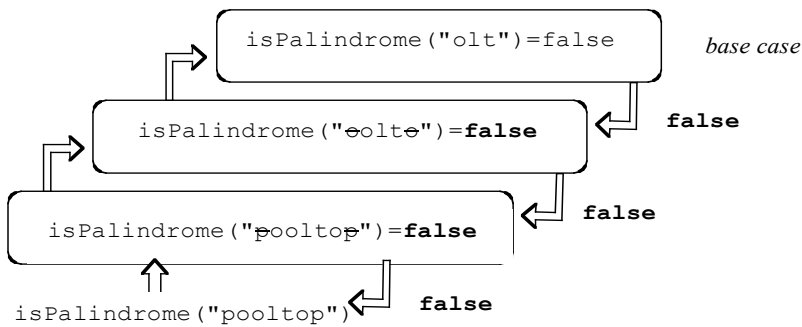 isPalindrome("olt")=false base case
isPalindrome("oolto")=false false
isPalindrome("pooltop")=false false
isPalindrome("pooltop") false